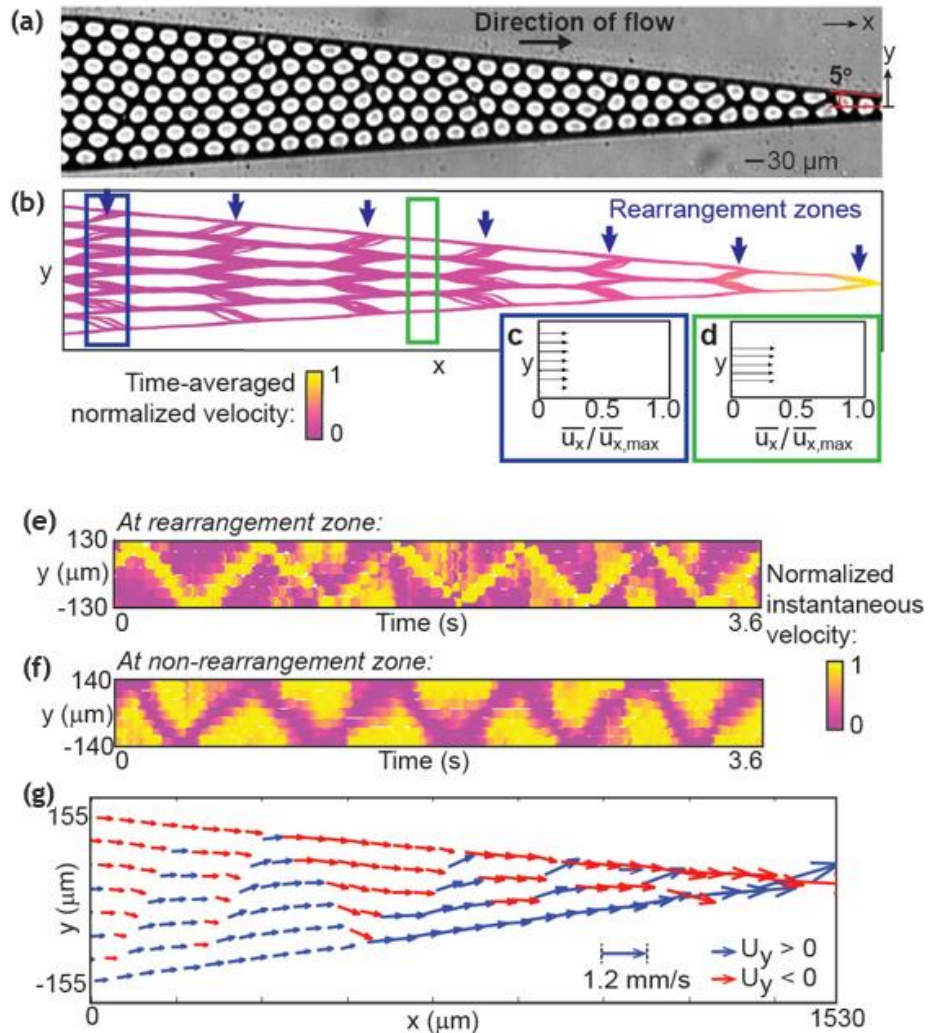 (a)
Direction of flow
x
y
5°
30 μm
(b)
Rearrangement zones
y
x
Time-averaged
normalized velocity:
1
0
c
y
0 0.5 1.0
u̅x̅/u̅x,max
d
y
0 0.5 1.0
u̅x̅/u̅x,max
(e)
At rearrangement zone:
130
y (μm)
-130
0
Time (s)
3.6
Normalized
instantaneous
velocity:
1
0
(f)
At non-rearrangement zone:
140
y (μm)
-140
0
Time (s)
3.6
(g)
155
y (μm)
-155
0
x (μm)
1530
1.2 mm/s
Uy > 0
Uy < 0